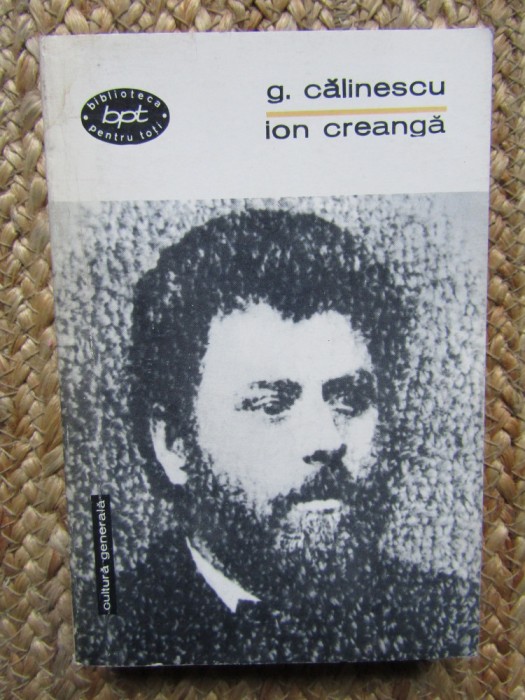 biblioteca
bpt
pentru toți
g. călinescu
ion creangă
cultură generală